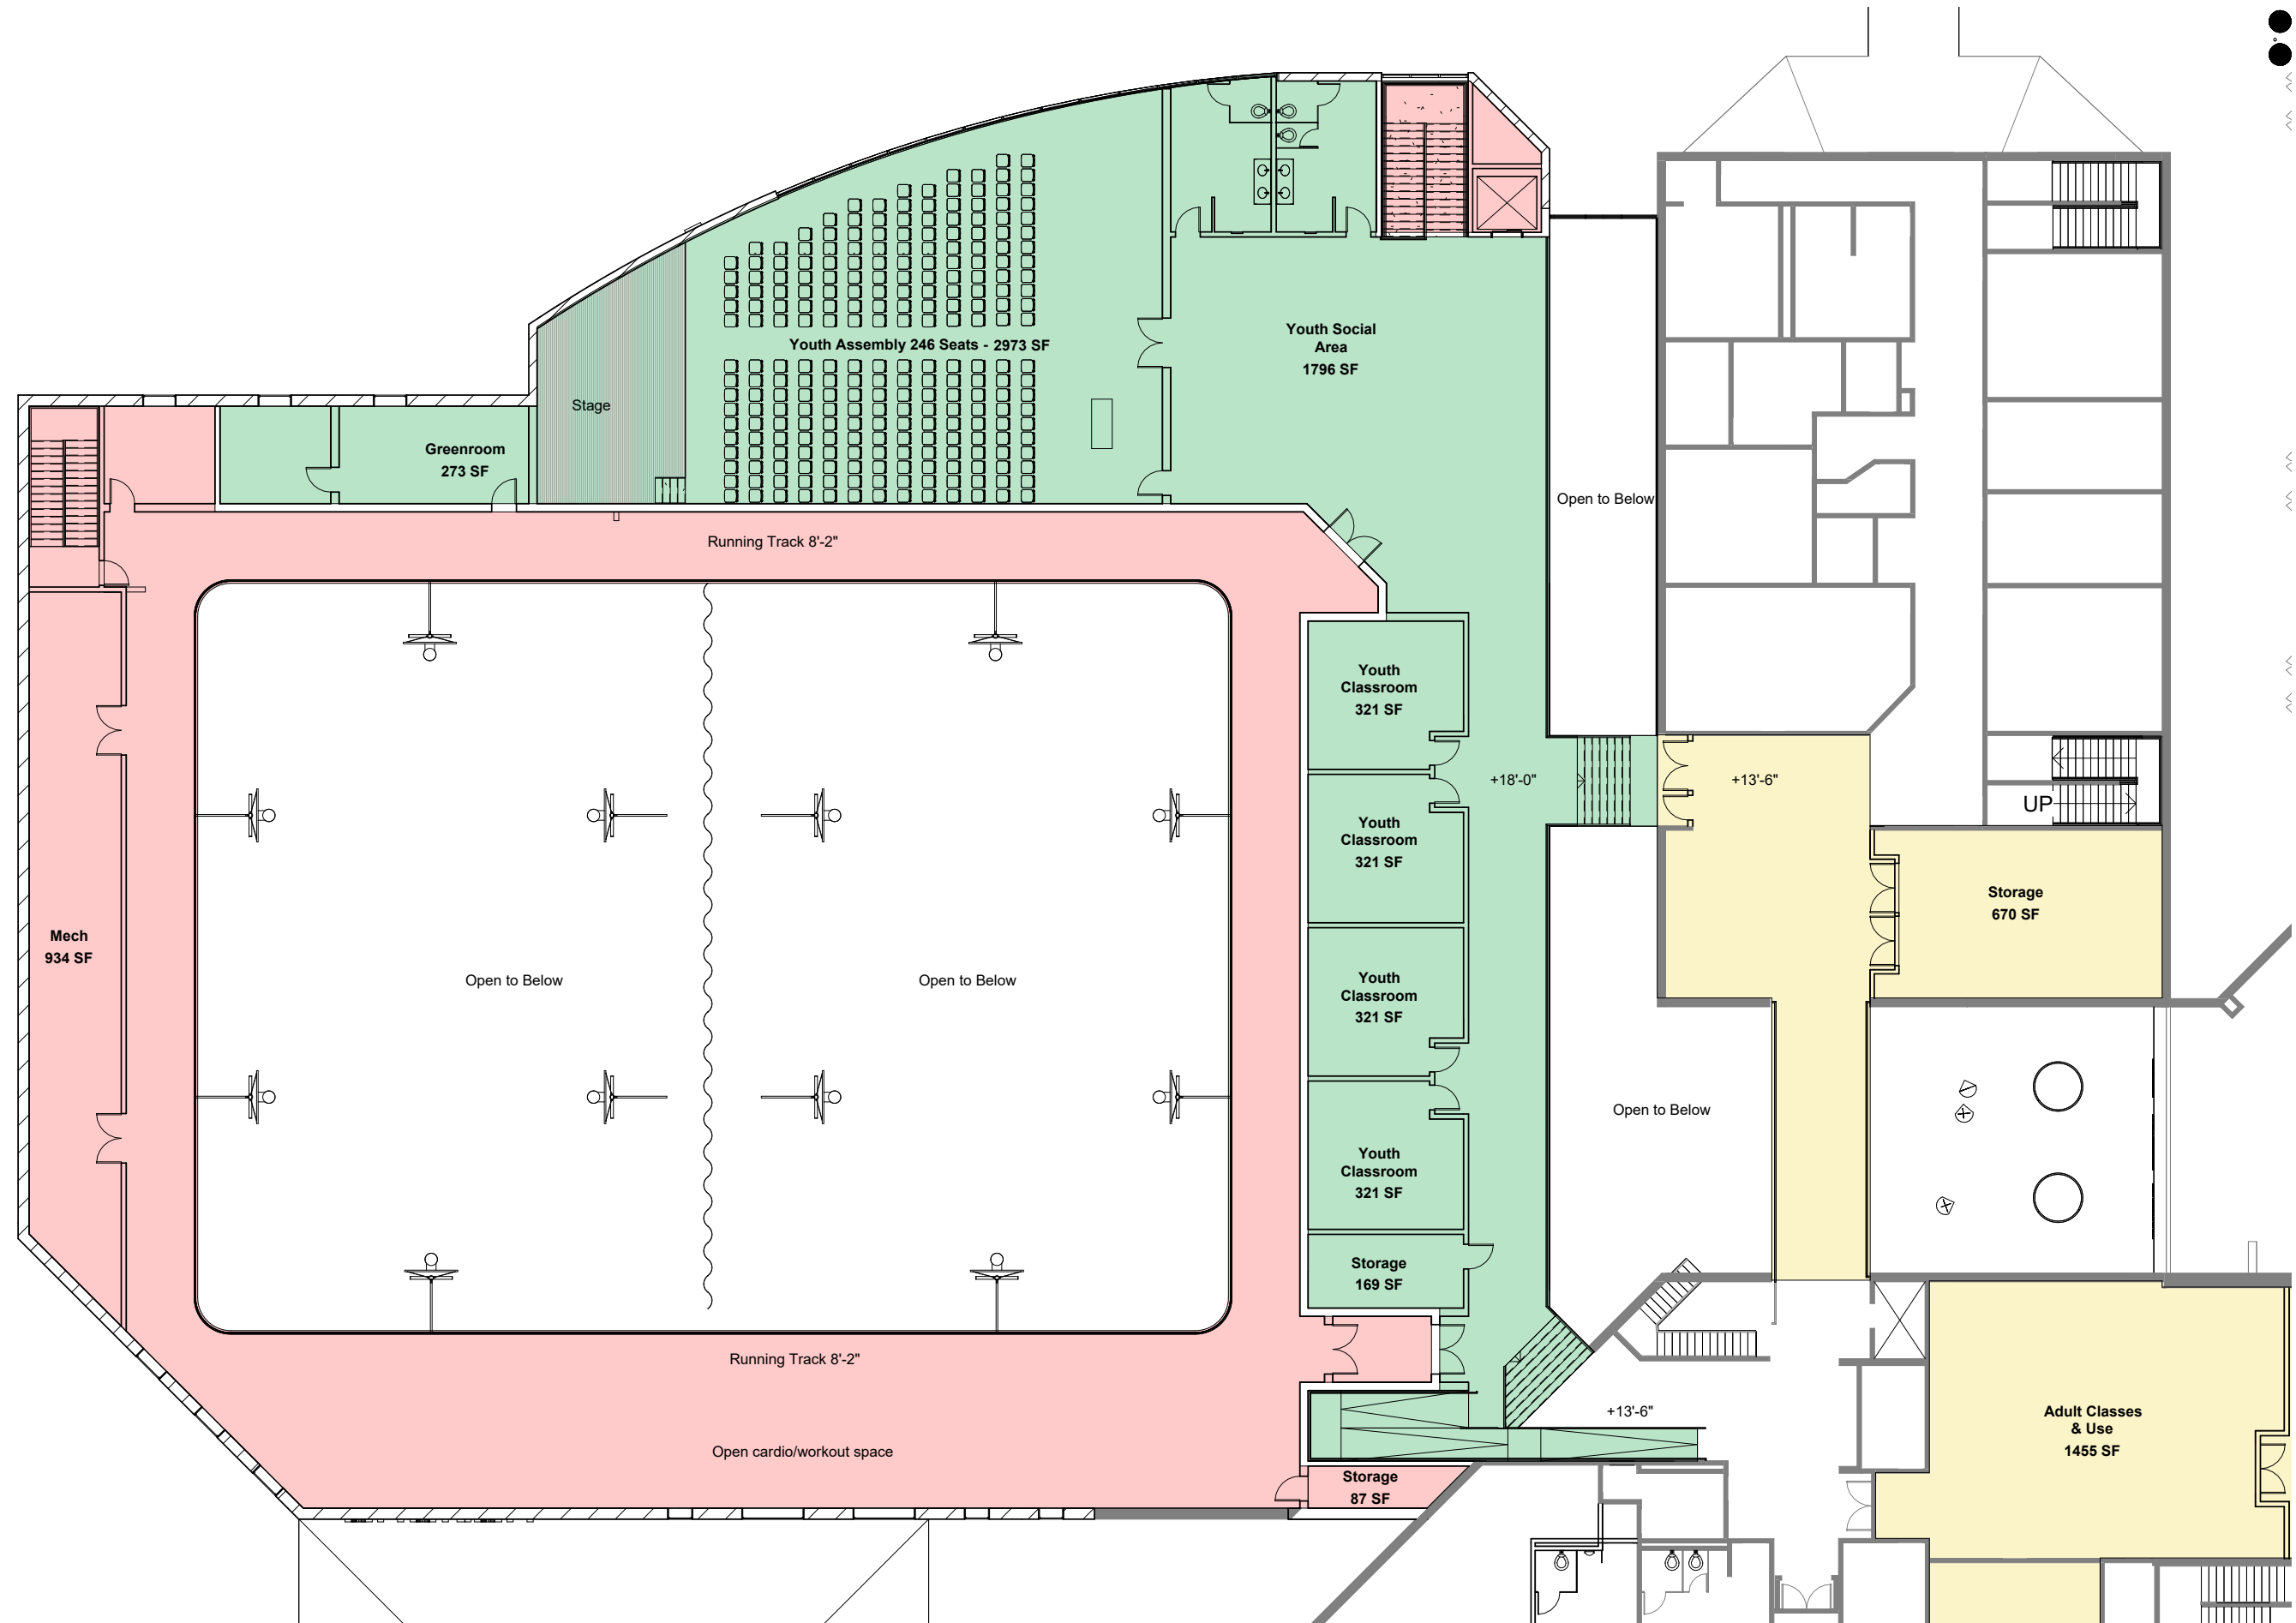 Youth Social
Area
1796 SF
Youth Assembly 246 Seats - 2973 SF
Stage
Greenroom
273 SF
Open to Below
Running Track 8'-2"
Youth
Classroom
321 SF
+18'-0"
+13'-6"
UP
Youth
Classroom
321 SF
Storage
670 SF
Mech
934 SF
Open to Below
Open to Below
Youth
Classroom
321 SF
Open to Below
Youth
Classroom
321 SF
Storage
169 SF
Running Track 8'-2"
+13'-6"
Adult Classes
& Use
1455 SF
Open cardio/workout space
Storage
87 SF